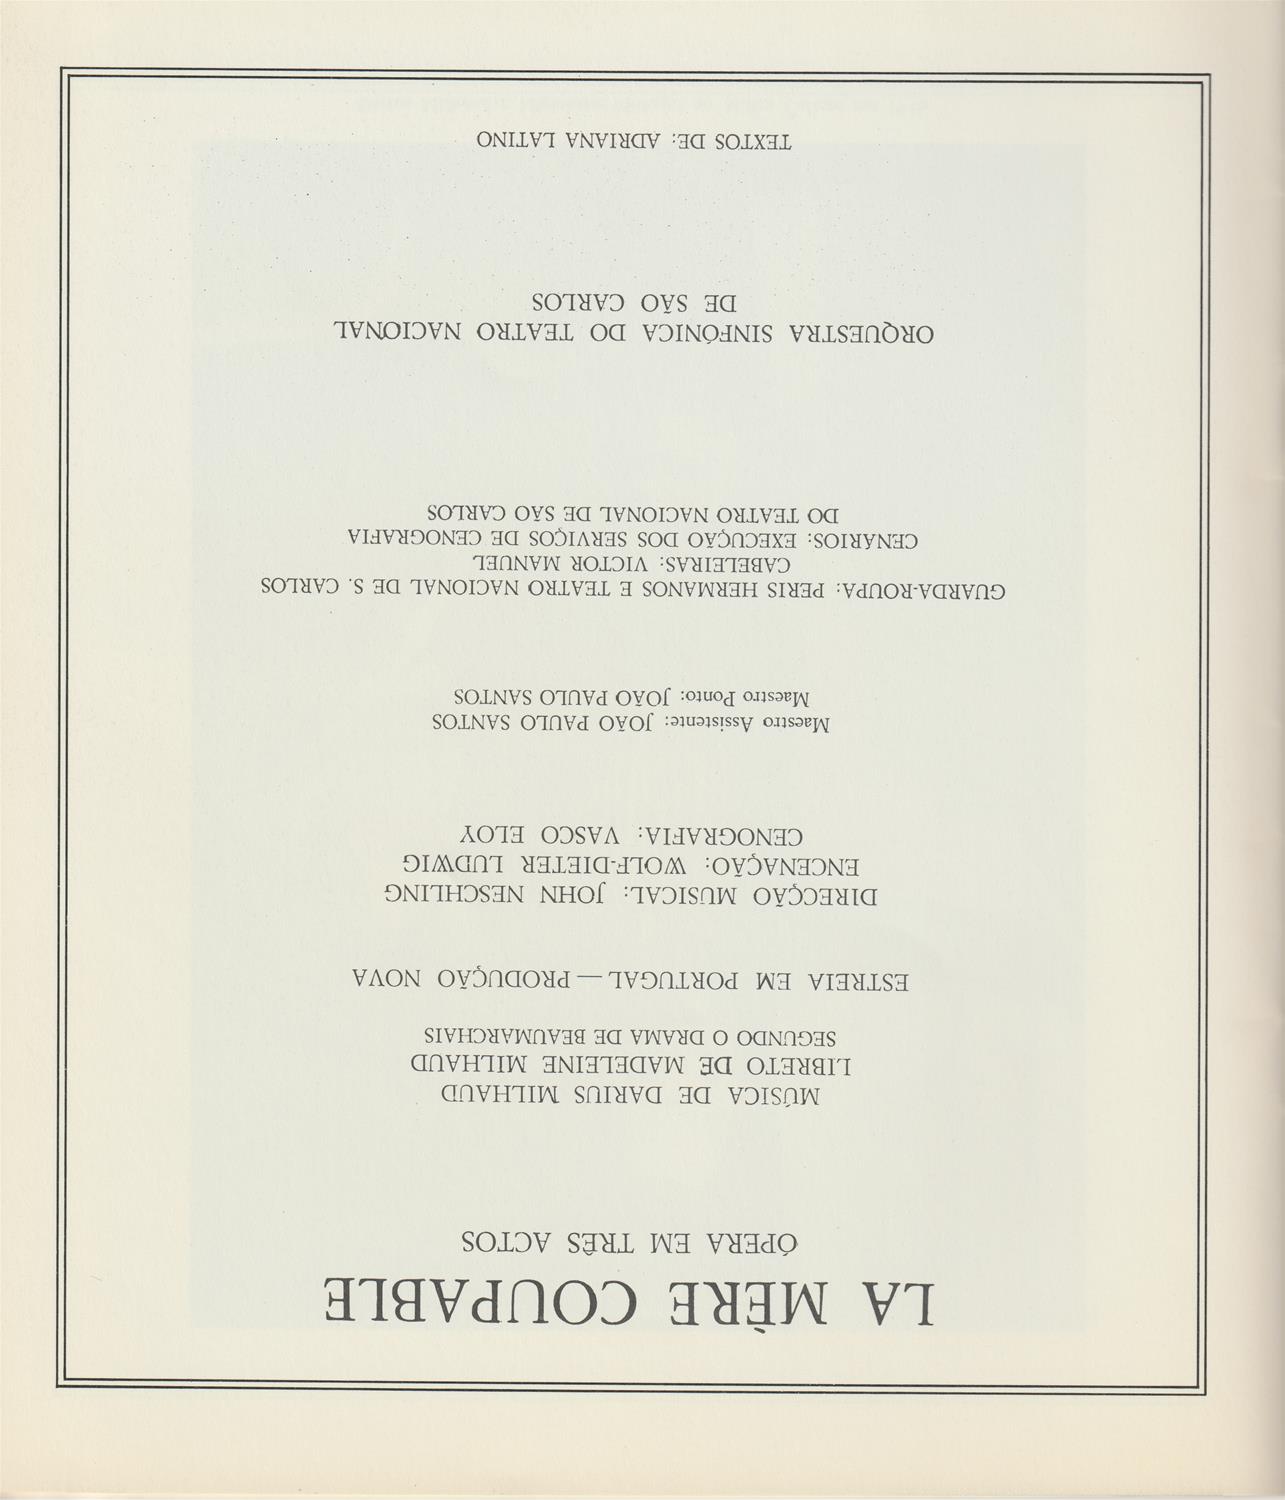 LA MÈRE COUPABLE
ÓPERA EM TRÊS ACTOS
MÚSICA DE DARIUS MILHAUD
LIBRETO DE MADELEINE MILHAUD
SEGUNDO O DRAMA DE BEAUMARCHAIS
ESTREIA EM PORTUGAL — PRODUÇÃO NOVA
DIRECÇÃO MUSICAL: JOHN NESCHLING
ENCENAÇÃO: WOLF-DIETER LUDWIG
CENOGRAFIA: VASCO ELOY
Maestro Assistente: JOÃO PAULO SANTOS
Maestro Ponto: JOÃO PAULO SANTOS
GUARDA-ROUPA: PERIS HERMANOS E TEATRO NACIONAL DE S. CARLOS
CABELEIRAS: VICTOR MANUEL
CENÁRIOS: EXECUÇÃO DOS SERVIÇOS DE CENOGRAFIA
DO TEATRO NACIONAL DE SÃO CARLOS
ORQUESTRA SINFÓNICA DO TEATRO NACIONAL
DE SÃO CARLOS
TEXTOS DE: ADRIANA LATINO